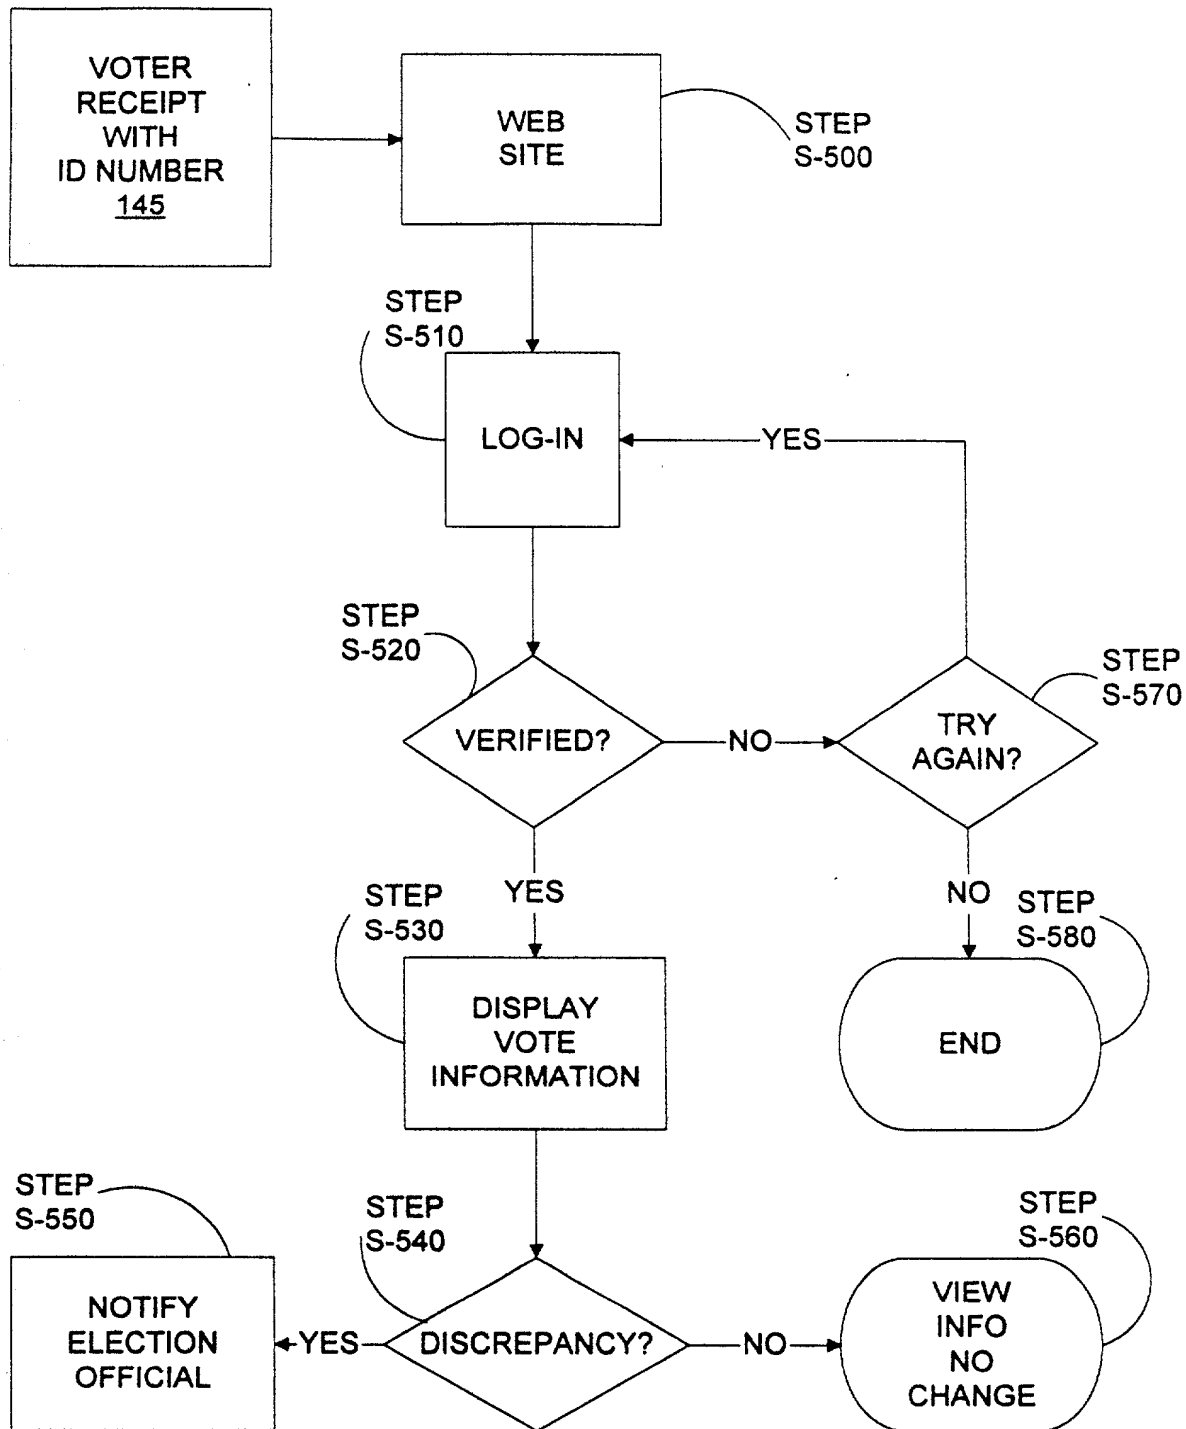 VOTER
RECEIPT
WITH
ID NUMBER
145
WEB
SITE
STEP
S-500
STEP
S-510
LOG-IN
YES
STEP
S-520
VERIFIED?
NO
TRY
AGAIN?
STEP
S-570
YES
NO
STEP
S-530
STEP
S-580
DISPLAY
VOTE
INFORMATION
END
STEP
S-550
STEP
S-540
STEP
S-560
NOTIFY
ELECTION
OFFICIAL
YES
DISCREPANCY?
NO
VIEW
INFO
NO
CHANGE